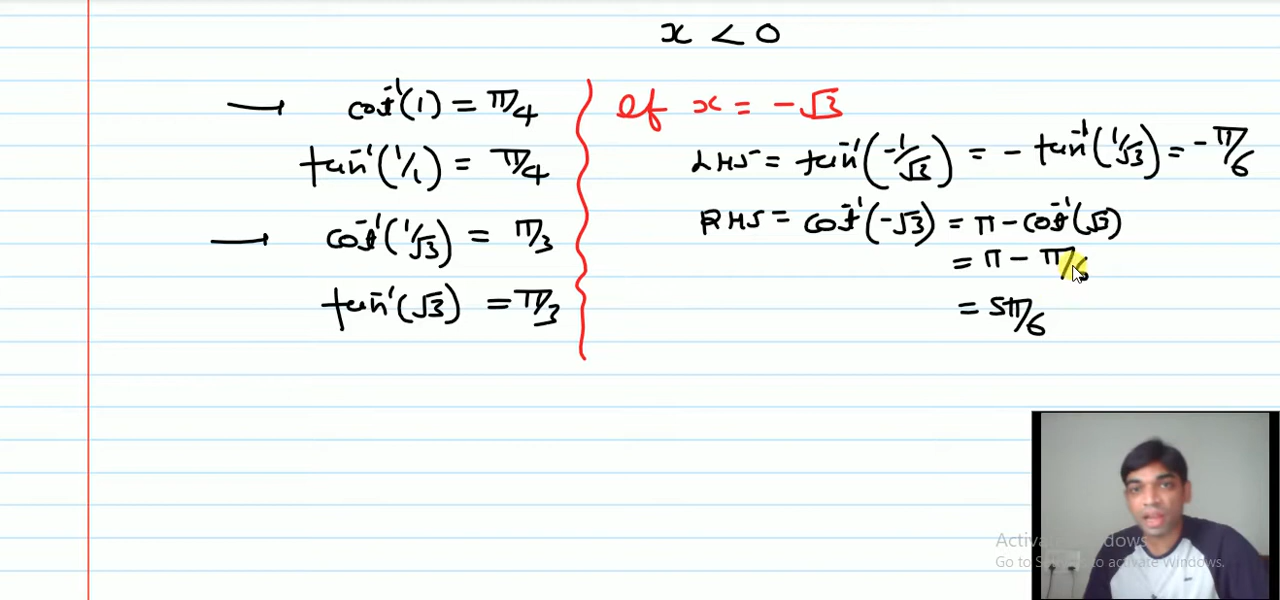 x < 0
→ cot⁻¹(1) = π/4
tan⁻¹(1/1) = π/4
→ cot⁻¹(1/√3) = π/3
tan⁻¹(√3) = π/3
If x = -√3
LHS = tan⁻¹(-1/√3) = - tan⁻¹(1/√3) = -π/6
RHS = cot⁻¹(-√3) = π - cot⁻¹(√3)
= π - π/6
= 5π/6
Activate Windows
Go to Settings to activate Windows.